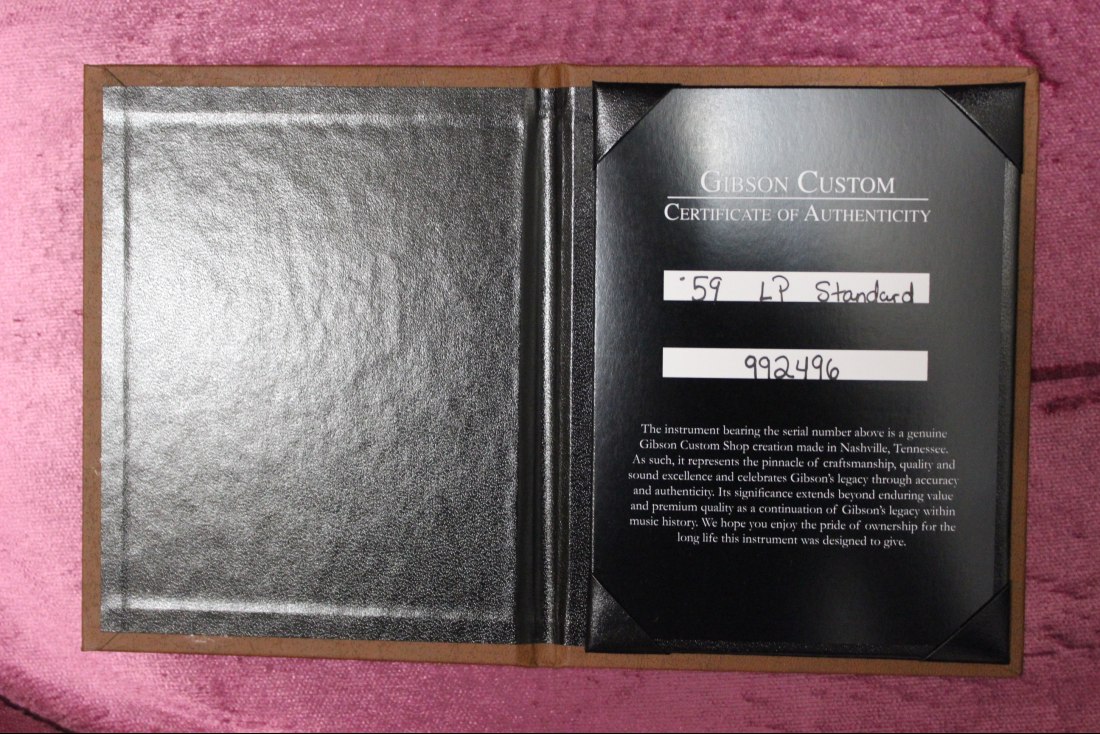 GIBSON CUSTOM
CERTIFICATE OF AUTHENTICITY
'59 LP Standard
992496
The instrument bearing the serial number above is a genuine
Gibson Custom Shop creation made in Nashville, Tennessee.
As such, it represents the pinnacle of craftsmanship, quality and
sound excellence and celebrates Gibson's legacy through accuracy
and authenticity. Its significance extends beyond enduring value
and premium quality as a continuation of Gibson's legacy within
music history. We hope you enjoy the pride of ownership for the
long life this instrument was designed to give.